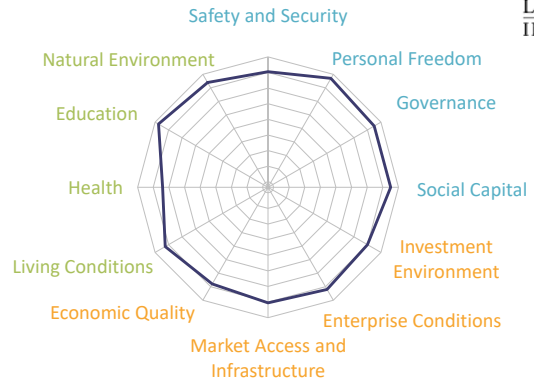 Safety and Security
Natural Environment
Personal Freedom
Education
Governance
Health
Social Capital
Living Conditions
Investment
Environment
Economic Quality
Enterprise Conditions
Market Access and
Infrastructure